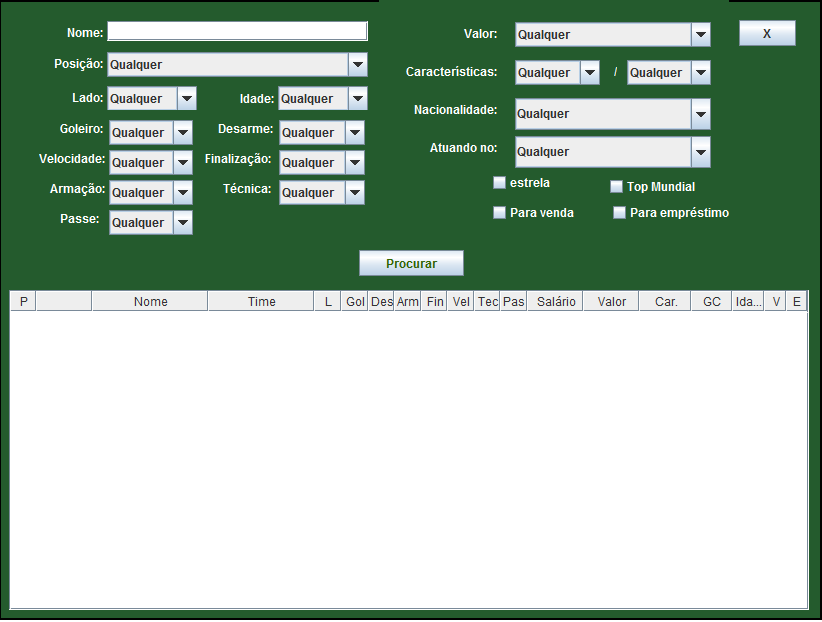 Nome:
Posição: Qualquer
Lado: Qualquer Idade: Qualquer
Goleiro: Qualquer Desarme: Qualquer
Velocidade: Qualquer Finalização: Qualquer
Armação: Qualquer Técnica: Qualquer
Passe: Qualquer
Valor: Qualquer X
Características: Qualquer / Qualquer
Nacionalidade: Qualquer
Atuando no: Qualquer
estrela Top Mundial
Para venda Para empréstimo
Procurar
P Nome Time L Gol Des Arm Fin Vel Tec Pas Salário Valor Car. GC Ida... V E